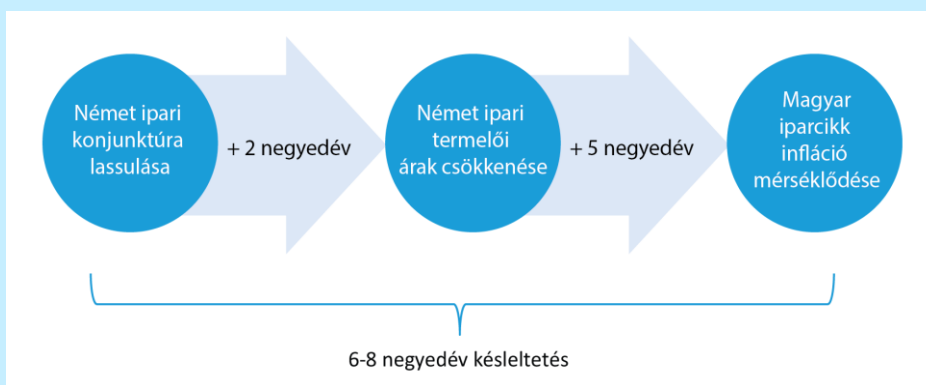 Német ipari
konjunktúra
lassulása
+ 2 negyedév
Német ipari
termelői
árak csökkenése
+ 5 negyedév
Magyar
iparcikk
infláció
mérséklődése
6-8 negyedév késleltetés